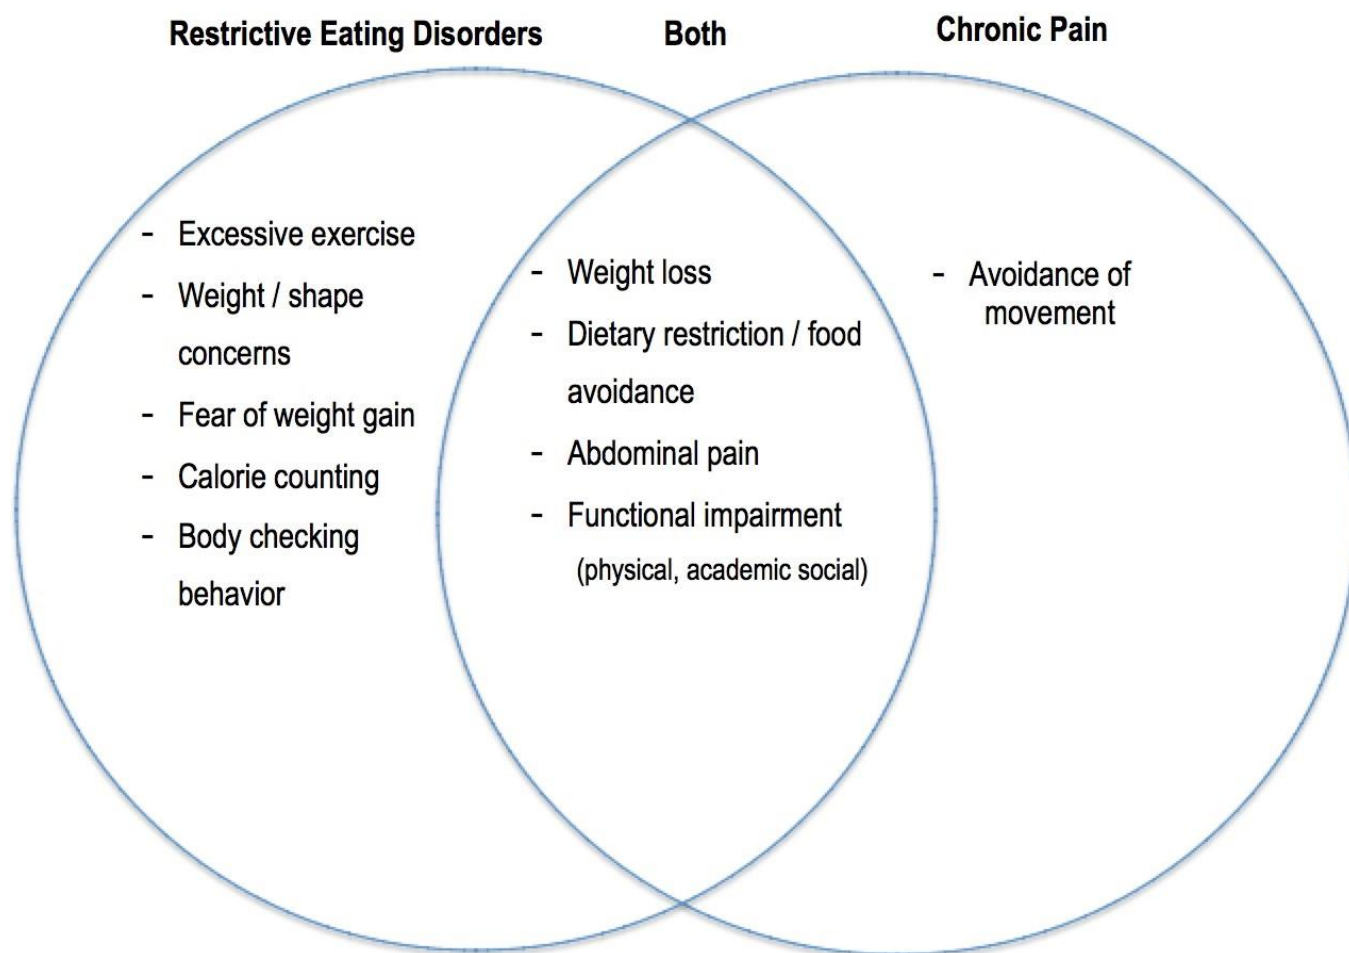 Restrictive Eating Disorders
Both
Chronic Pain
- Excessive exercise
- Weight / shape
concerns
- Fear of weight gain
- Calorie counting
- Body checking
behavior
- Weight loss
- Dietary restriction / food
avoidance
- Abdominal pain
- Functional impairment
(physical, academic social)
- Avoidance of
movement